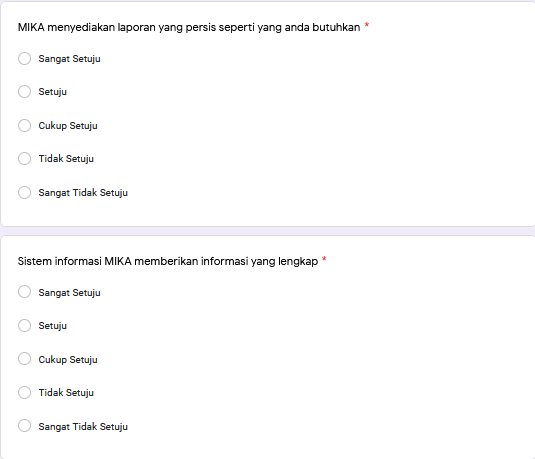 MIKA menyediakan laporan yang persis seperti yang anda butuhkan *
Sangat Setuju
Setuju
Cukup Setuju
Tidak Setuju
Sangat Tidak Setuju
Sistem informasi MIKA memberikan informasi yang lengkap *
Sangat Setuju
Setuju
Cukup Setuju
Tidak Setuju
Sangat Tidak Setuju